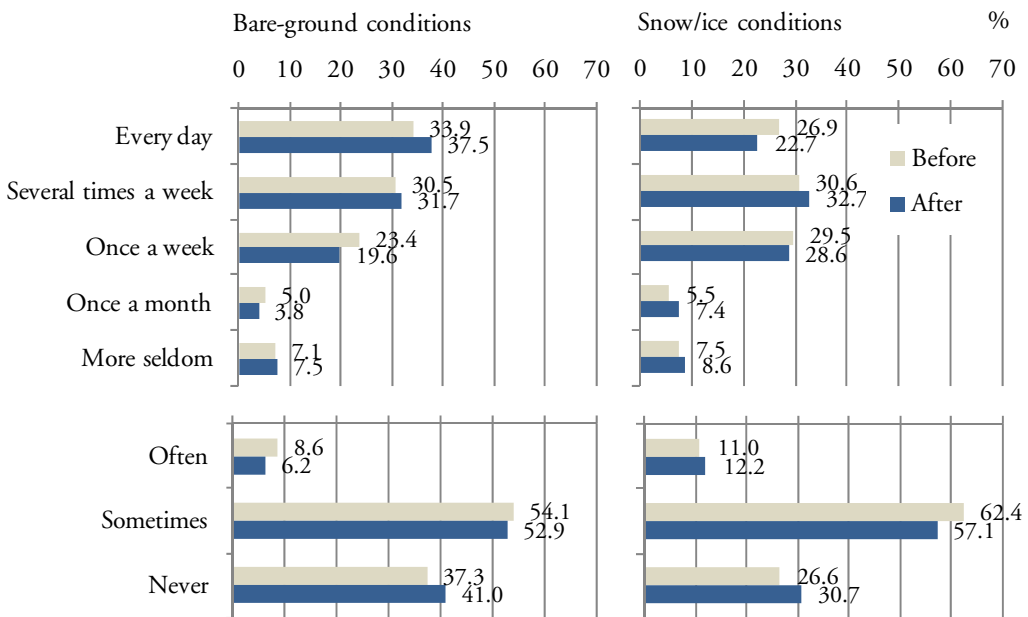 Bare-ground conditions Snow/ice conditions %
0 10 20 30 40 50 60 70 0 10 20 30 40 50 60 70
Every day 33.9 26.9
37.5 22.7
Before
Several times a week 30.5 30.6
31.7 32.7
After
Once a week 23.4 29.5
19.6 28.6
Once a month 5.0 5.5
3.8 7.4
More seldom 7.1 7.5
7.5 8.6
Often 8.6 11.0
6.2 12.2
Sometimes 54.1 62.4
52.9 57.1
Never 37.3 26.6
41.0 30.7